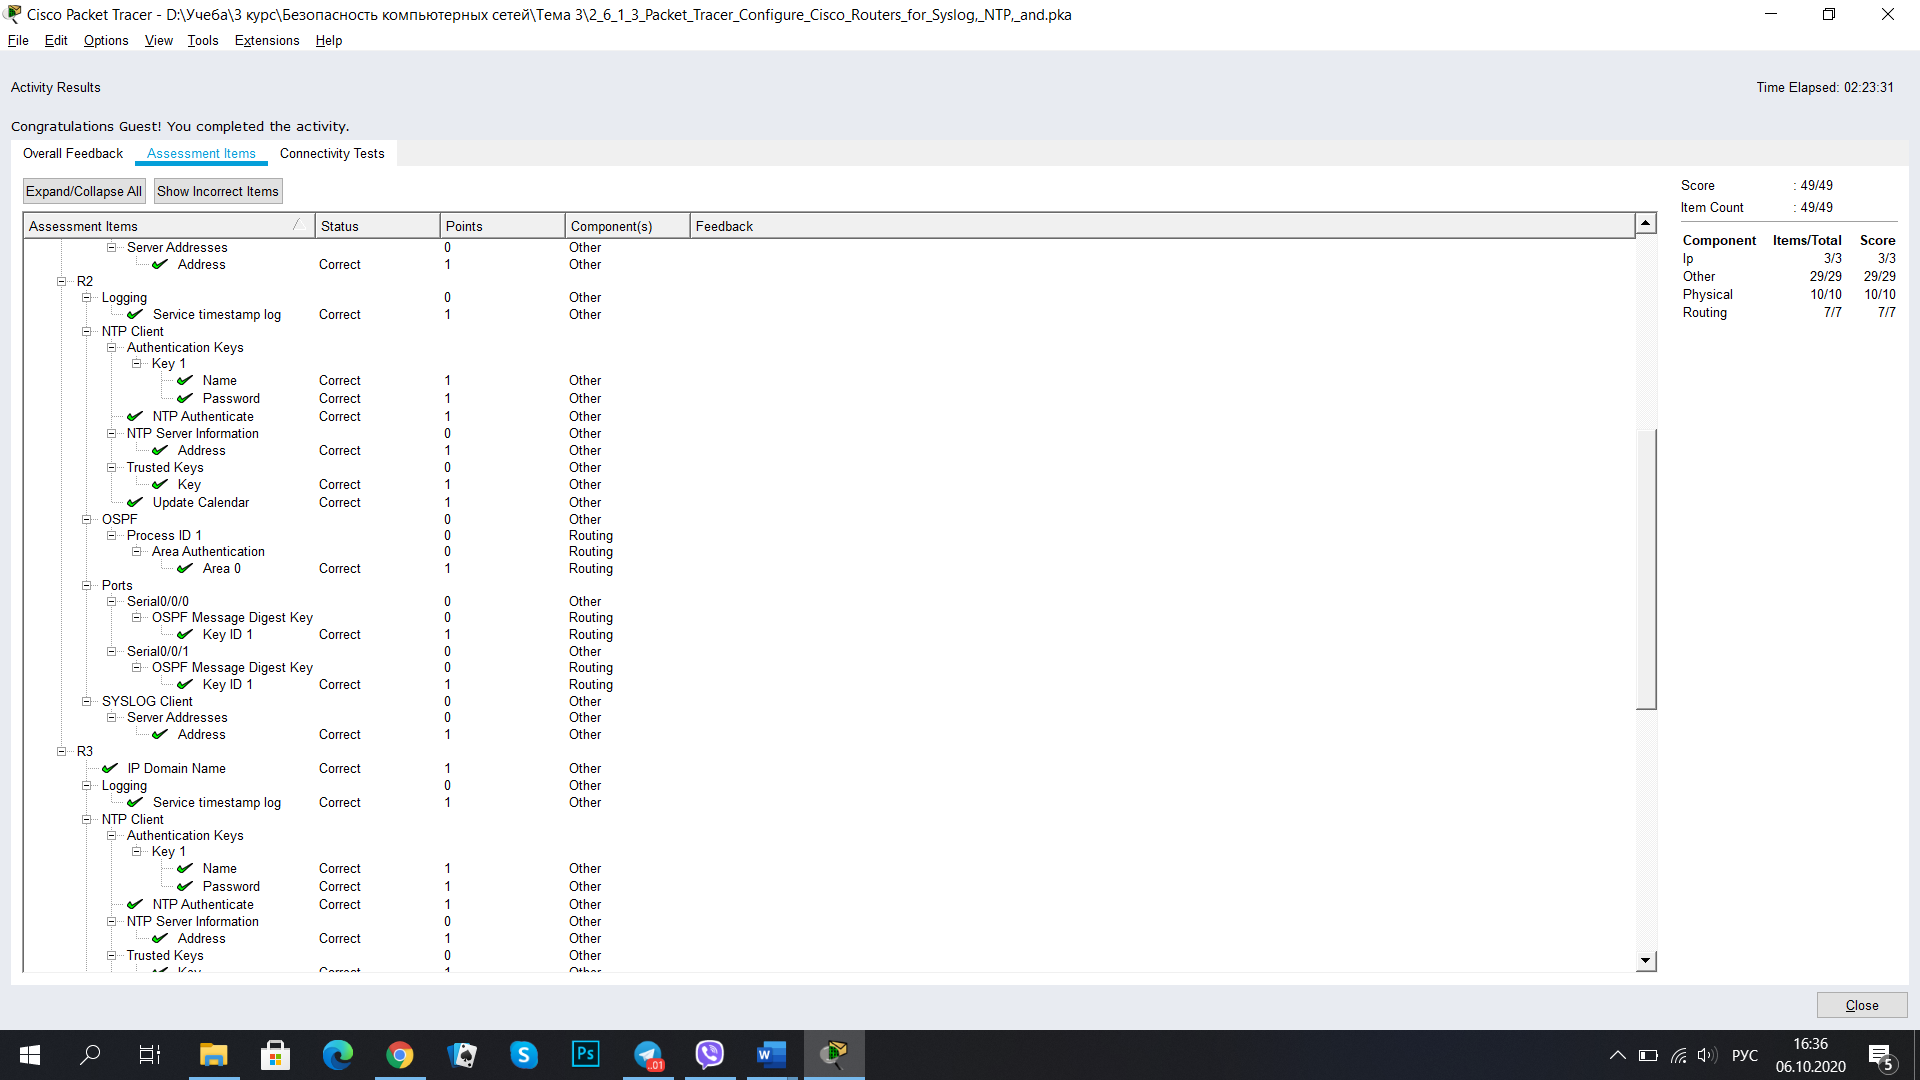 Cisco Packet Tracer - D:\Учеба\3 курс\Безопасность компьютерных сетей\Тема 3\2_6_1_3_Packet_Tracer_Configure_Cisco_Routers_for_Syslog,_NTP,_and.pka
File Edit Options View Tools Extensions Help
Activity Results Time Elapsed: 02:23:31
Congratulations Guest! You completed the activity.
Overall Feedback Assessment Items Connectivity Tests
Expand/Collapse All Show Incorrect Items
Score : 49/49
Item Count : 49/49
Component Items/Total Score
Ip 3/3 3/3
Other 29/29 29/29
Physical 10/10 10/10
Routing 7/7 7/7
Assessment Items Status Points Component(s) Feedback
Server Addresses 0 Other
Address Correct 1 Other
R2
Logging 0 Other
Service timestamp log Correct 1 Other
NTP Client
Authentication Keys
Key 1
Name Correct 1 Other
Password Correct 1 Other
NTP Authenticate Correct 1 Other
NTP Server Information 0 Other
Address Correct 1 Other
Trusted Keys 0 Other
Key Correct 1 Other
Update Calendar Correct 1 Other
OSPF 0 Other
Process ID 1 0 Routing
Area Authentication 0 Routing
Area 0 Correct 1 Routing
Ports
Serial0/0/0 0 Other
OSPF Message Digest Key 0 Routing
Key ID 1 Correct 1 Routing
Serial0/0/1 0 Other
OSPF Message Digest Key 0 Routing
Key ID 1 Correct 1 Routing
SYSLOG Client 0 Other
Server Addresses 0 Other
Address Correct 1 Other
R3
IP Domain Name Correct 1 Other
Logging 0 Other
Service timestamp log Correct 1 Other
NTP Client
Authentication Keys
Key 1
Name Correct 1 Other
Password Correct 1 Other
NTP Authenticate Correct 1 Other
NTP Server Information 0 Other
Address Correct 1 Other
Trusted Keys 0 Other
Key Correct 1 Other
Close
Ps
..01
РУС
16:36
06.10.2020
5